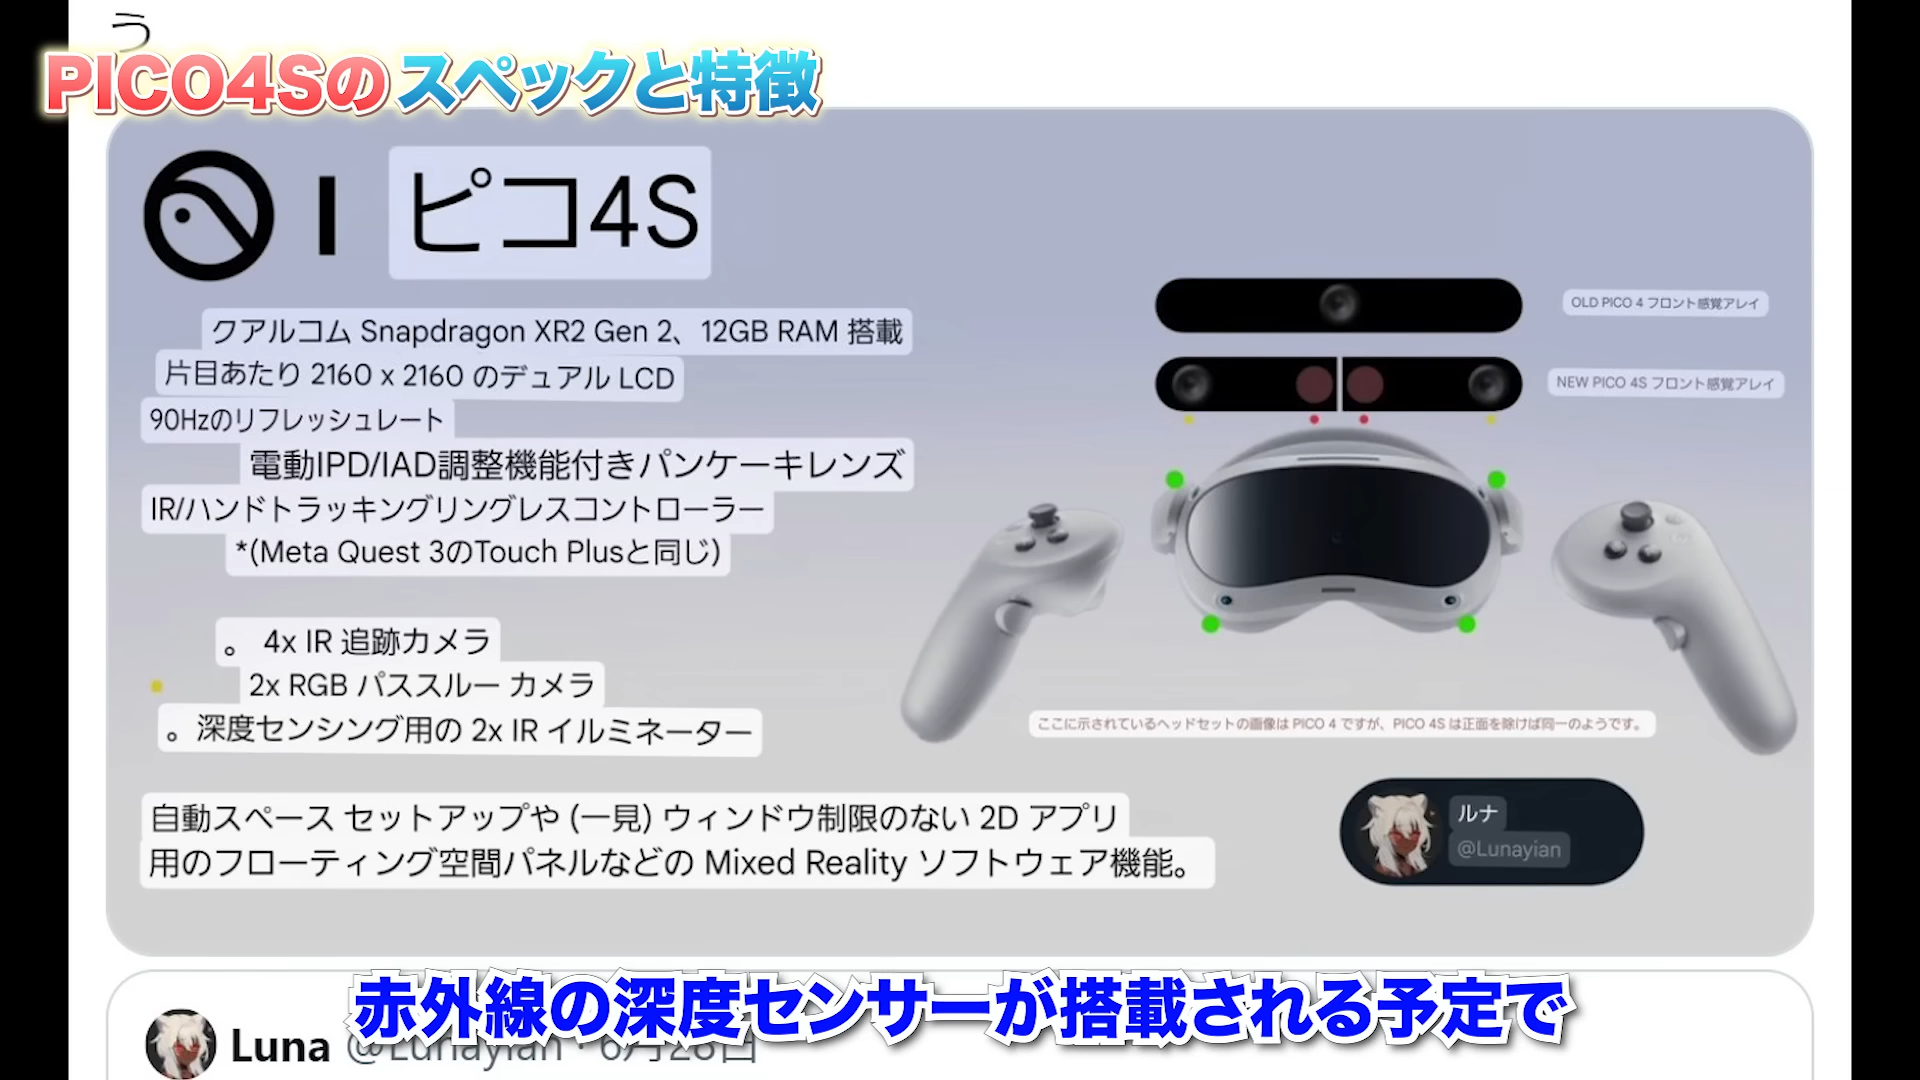 う
PICO4Sのスペックと特徴
ピコ4S
クアルコム Snapdragon XR2 Gen 2、12GB RAM 搭載
片目あたり 2160 x 2160 のデュアル LCD
90Hzのリフレッシュレート
電動IPD/IAD調整機能付きパンケーキレンズ
IR/ハンドトラッキングリングレスコントローラー
*(Meta Quest 3のTouch Plusと同じ)
。 4x IR 追跡カメラ
2x RGB パススルー カメラ
。深度センシング用の 2x IR イルミネーター
自動スペース セットアップや (一見) ウィンドウ制限のない 2D アプリ
用のフローティング空間パネルなどの Mixed Reality ソフトウェア機能。
OLD PICO 4 フロント感覚アレイ
NEW PICO 4S フロント感覚アレイ
ここに示されているヘッドセットの画像は PICO 4 ですが、PICO 4S は正面を除けば同一のようです。
ルナ
@Lunayian
赤外線の深度センサーが搭載される予定で
Luna @Lunayian · 6月28日